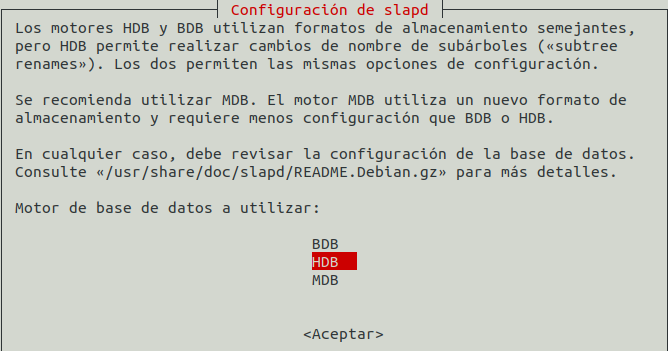 Configuración de slapd
Los motores HDB y BDB utilizan formatos de almacenamiento semejantes,
pero HDB permite realizar cambios de nombre de subárboles («subtree
renames»). Los dos permiten las mismas opciones de configuración.
Se recomienda utilizar MDB. El motor MDB utiliza un nuevo formato de
almacenamiento y requiere menos configuración que BDB o HDB.
En cualquier caso, debe revisar la configuración de la base de datos.
Consulte «/usr/share/doc/slapd/README.Debian.gz» para más detalles.
Motor de base de datos a utilizar:
BDB
HDB
MDB
<Aceptar>